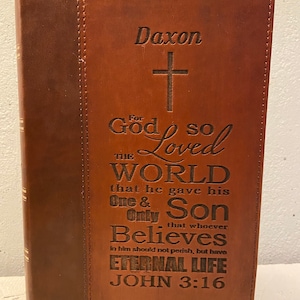 Daxon
For
God so
Loved
THE
WORLD
that he gave his
One &
Only Son
that whoever
Believes
in him should not perish, but have
ETERNAL LIFE
JOHN 3:16